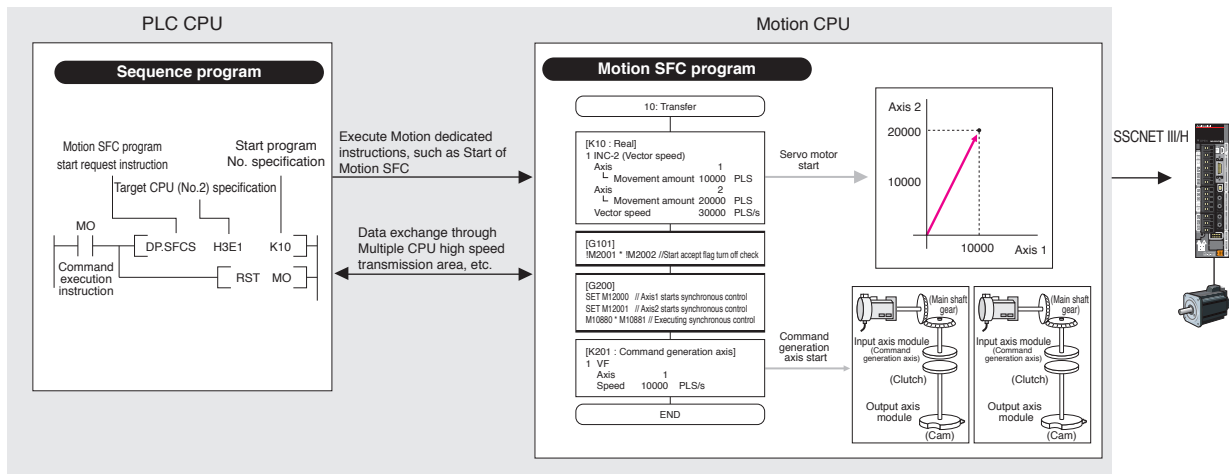 PLC CPU
Sequence program
Motion SFC program
start request instruction
Start program
No. specification
Target CPU (No.2) specification
MO
DP.SFCS H3E1 K10
Command
execution
instruction
RST MO
Execute Motion dedicated
instructions, such as Start of
Motion SFC
Data exchange through
Multiple CPU high speed
transmission area, etc.
Motion CPU
Motion SFC program
10: Transfer
[K10 : Real]
1 INC-2 (Vector speed)
Axis 1
Movement amount 10000 PLS
Axis 2
Movement amount 20000 PLS
Vector speed 30000 PLS/s
[G101]
!M2001 * !M2002 //Start accept flag turn off check
[G200]
SET M12000 // Axis1 starts synchronous control
SET M12001 // Axis2 starts synchronous control
M10880 * M10881 // Executing synchronous control
[K201 : Command generation axis]
1 VF
Axis 1
Speed 10000 PLS/s
END
Servo motor
start
Axis 2
20000
10000
10000 Axis 1
Command
generation
axis start
(Main shaft
gear)
Input axis module
(Command
generation axis)
(Clutch)
Output axis
module
(Cam)
(Main shaft
gear)
Input axis module
(Command
generation axis)
(Clutch)
Output axis
module
(Cam)
SSCNET III/H